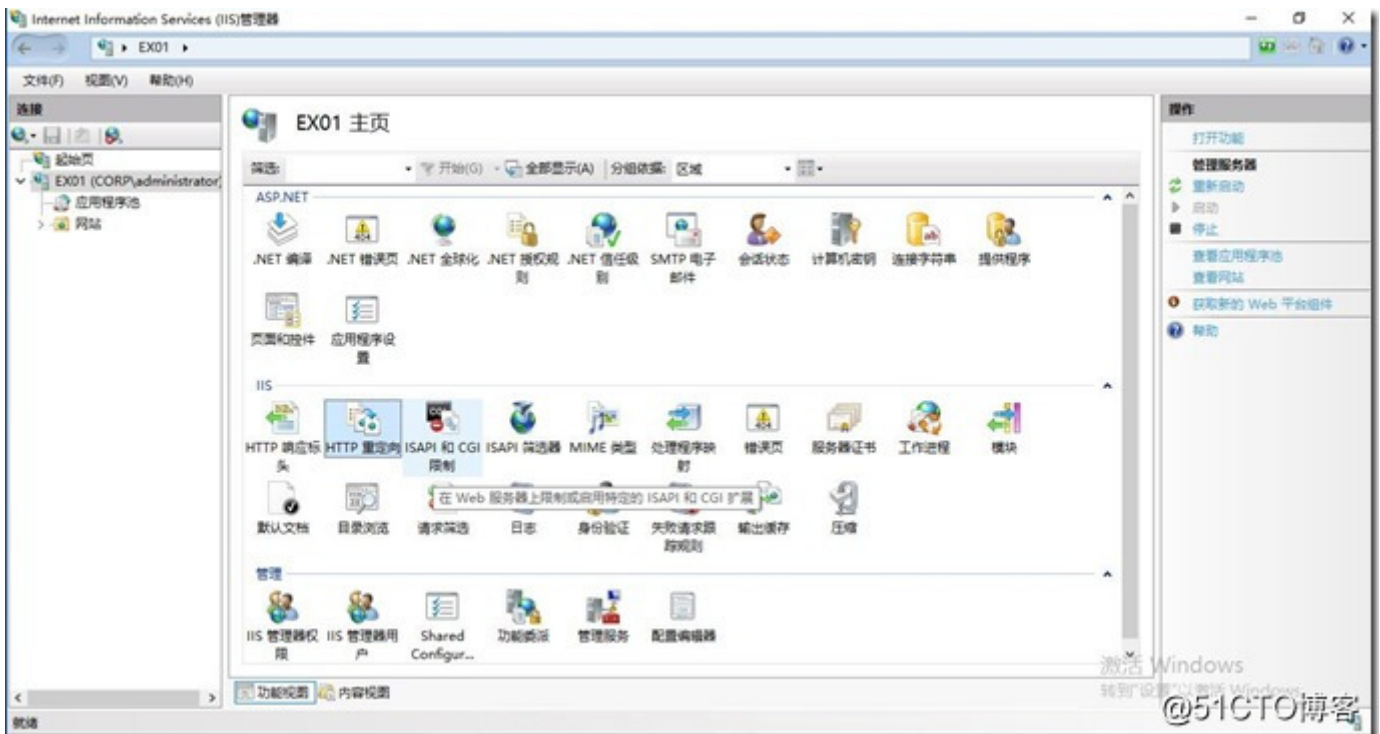 Internet Information Services (IIS)管理器
EX01
文件(F) 视图(V) 帮助(H)
连接
起始页
EX01 (CORP\administrator)
应用程序池
网站
EX01 主页
筛选: 开始(G) 全部显示(A) 分组依据: 区域
ASP.NET
.NET 编译 .NET 错误页 .NET 全球化 .NET 授权规则 .NET 信任级别 SMTP 电子邮件 会话状态 计算机密钥 连接字符串 提供程序
页面和控件 应用程序设置
IIS
HTTP 响应标头 HTTP 重定向 ISAPI 和 CGI 限制 ISAPI 筛选器 MIME 类型 处理程序映射 错误页 服务器证书 工作进程 模块
在 Web 服务器上限制或启用特定的 ISAPI 和 CGI 扩展
默认文档 目录浏览 请求筛选 日志 身份验证 失败请求跟踪规则 输出缓存 压缩
管理
IIS 管理器权限 IIS 管理器用户 Shared Configur... 功能委派 管理服务 配置编辑器
功能视图 内容视图
就绪
操作
打开功能
管理服务器
重新启动
启动
停止
查看应用程序池
查看网站
获取新的 Web 平台组件
帮助
激活 Windows
转到"设置"以激活 Windows。
@51CTO博客